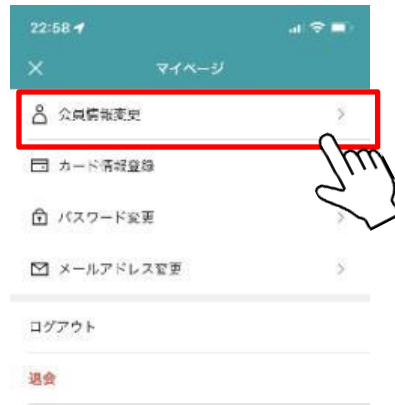 22:58
マイページ
会員情報変更
カード情報登録
パスワード変更
メールアドレス変更
ログアウト
退会